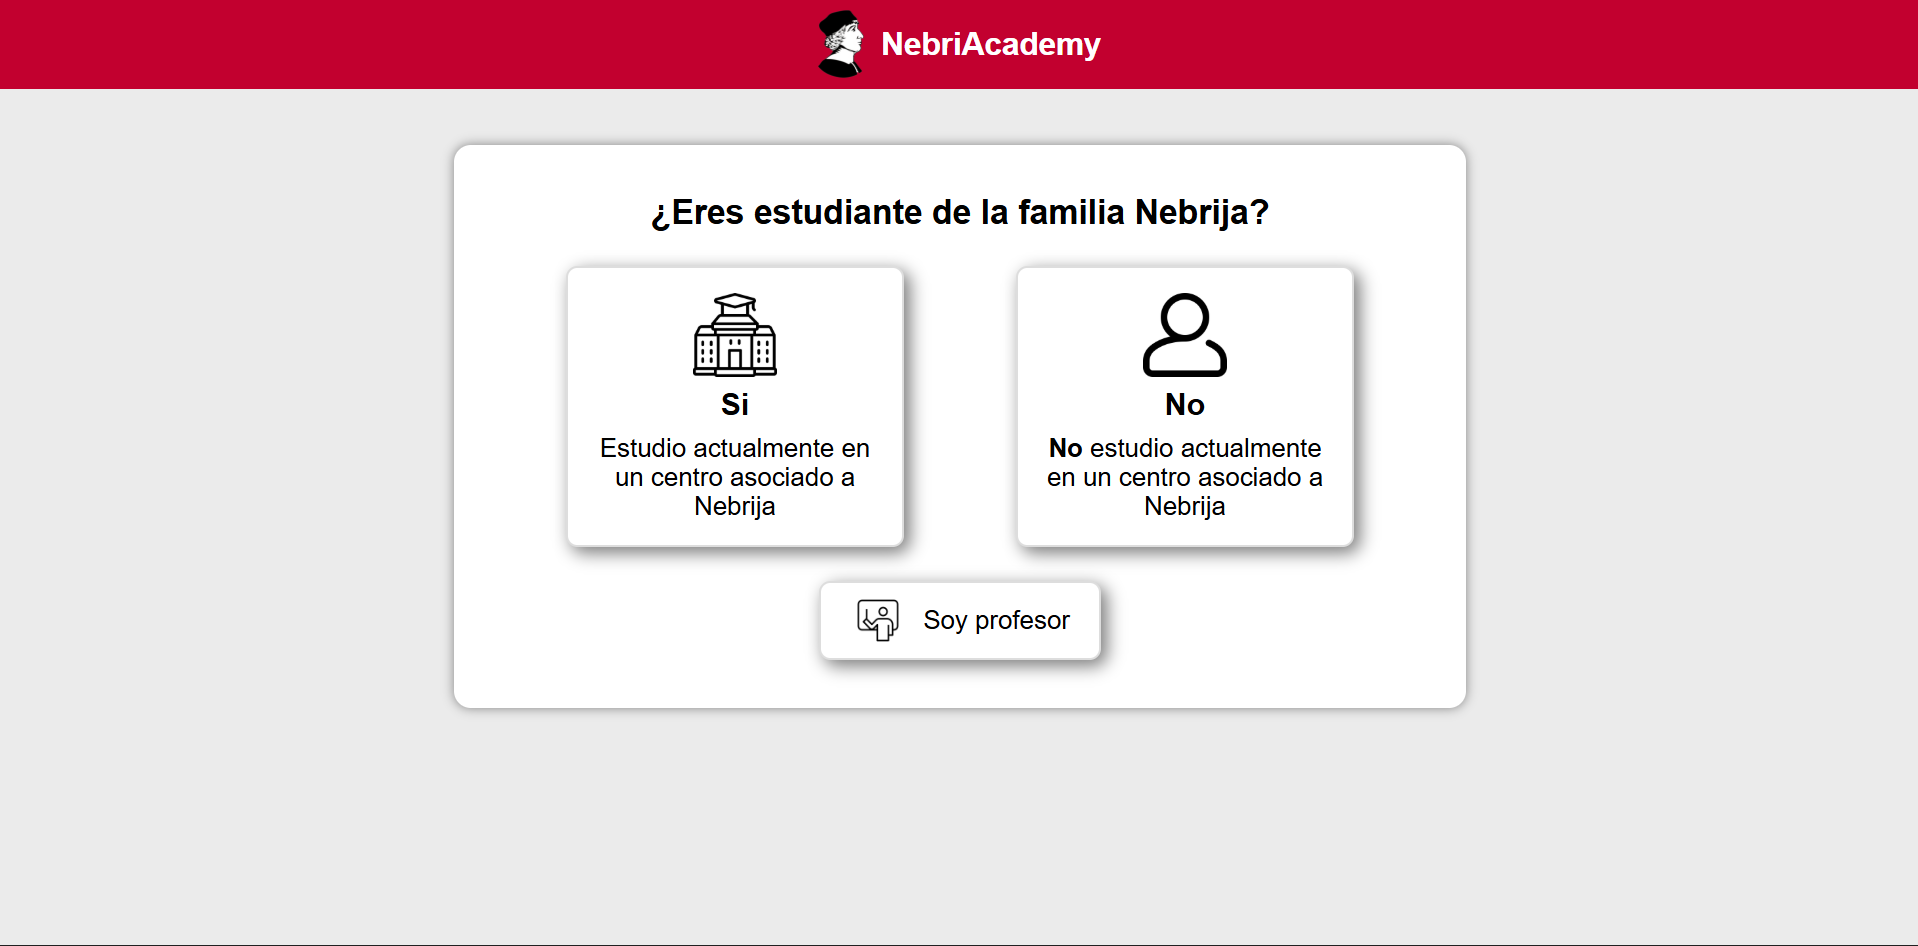 NebriAcademy
¿Eres estudiante de la familia Nebrija?
Si
Estudio actualmente en
un centro asociado a
Nebrija
No
No estudio actualmente
en un centro asociado a
Nebrija
Soy profesor